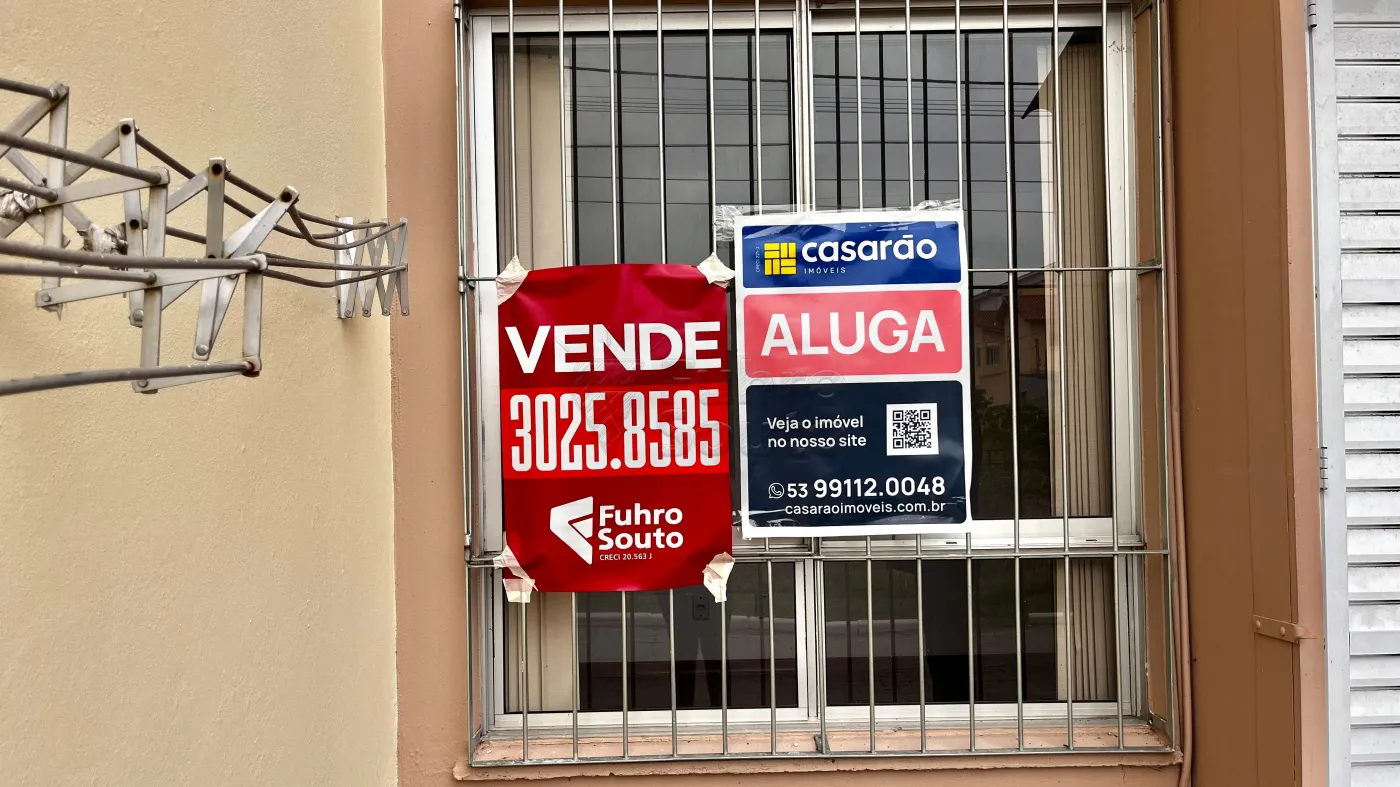 VENDE
3025.8585
Fuhro
Souto
CRECI 20.563 J
casarão
IMÓVEIS
ALUGA
Veja o imóvel
no nosso site
53 99112.0048
casaraoimoveis.com.br